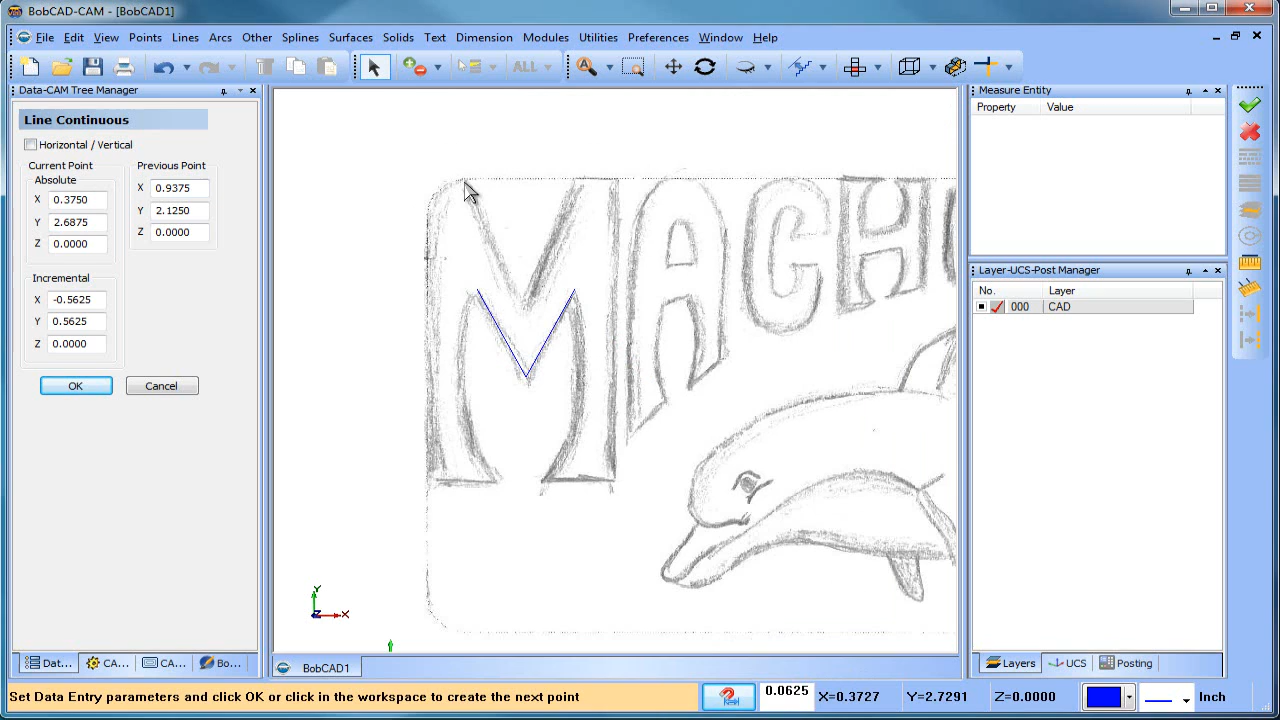 BobCAD-CAM - [BobCAD1]
File Edit View Points Lines Arcs Other Splines Surfaces Solids Text Dimension Modules Utilities Preferences Window Help
ALL
Data-CAM Tree Manager
Line Continuous
Horizontal / Vertical
Current Point
Absolute
X 0.3750
Y 2.6875
Z 0.0000
Previous Point
X 0.9375
Y 2.1250
Z 0.0000
Incremental
X -0.5625
Y 0.5625
Z 0.0000
OK Cancel
Dat... CA... CA... Bo...
MACH
Y
Z X
BobCAD1
Measure Entity
Property Value
Layer-UCS-Post Manager
No. Layer
000 CAD
Layers UCS Posting
Set Data Entry parameters and click OK or click in the workspace to create the next point
0.0625 X=0.3727 Y=2.7291 Z=0.0000 Inch